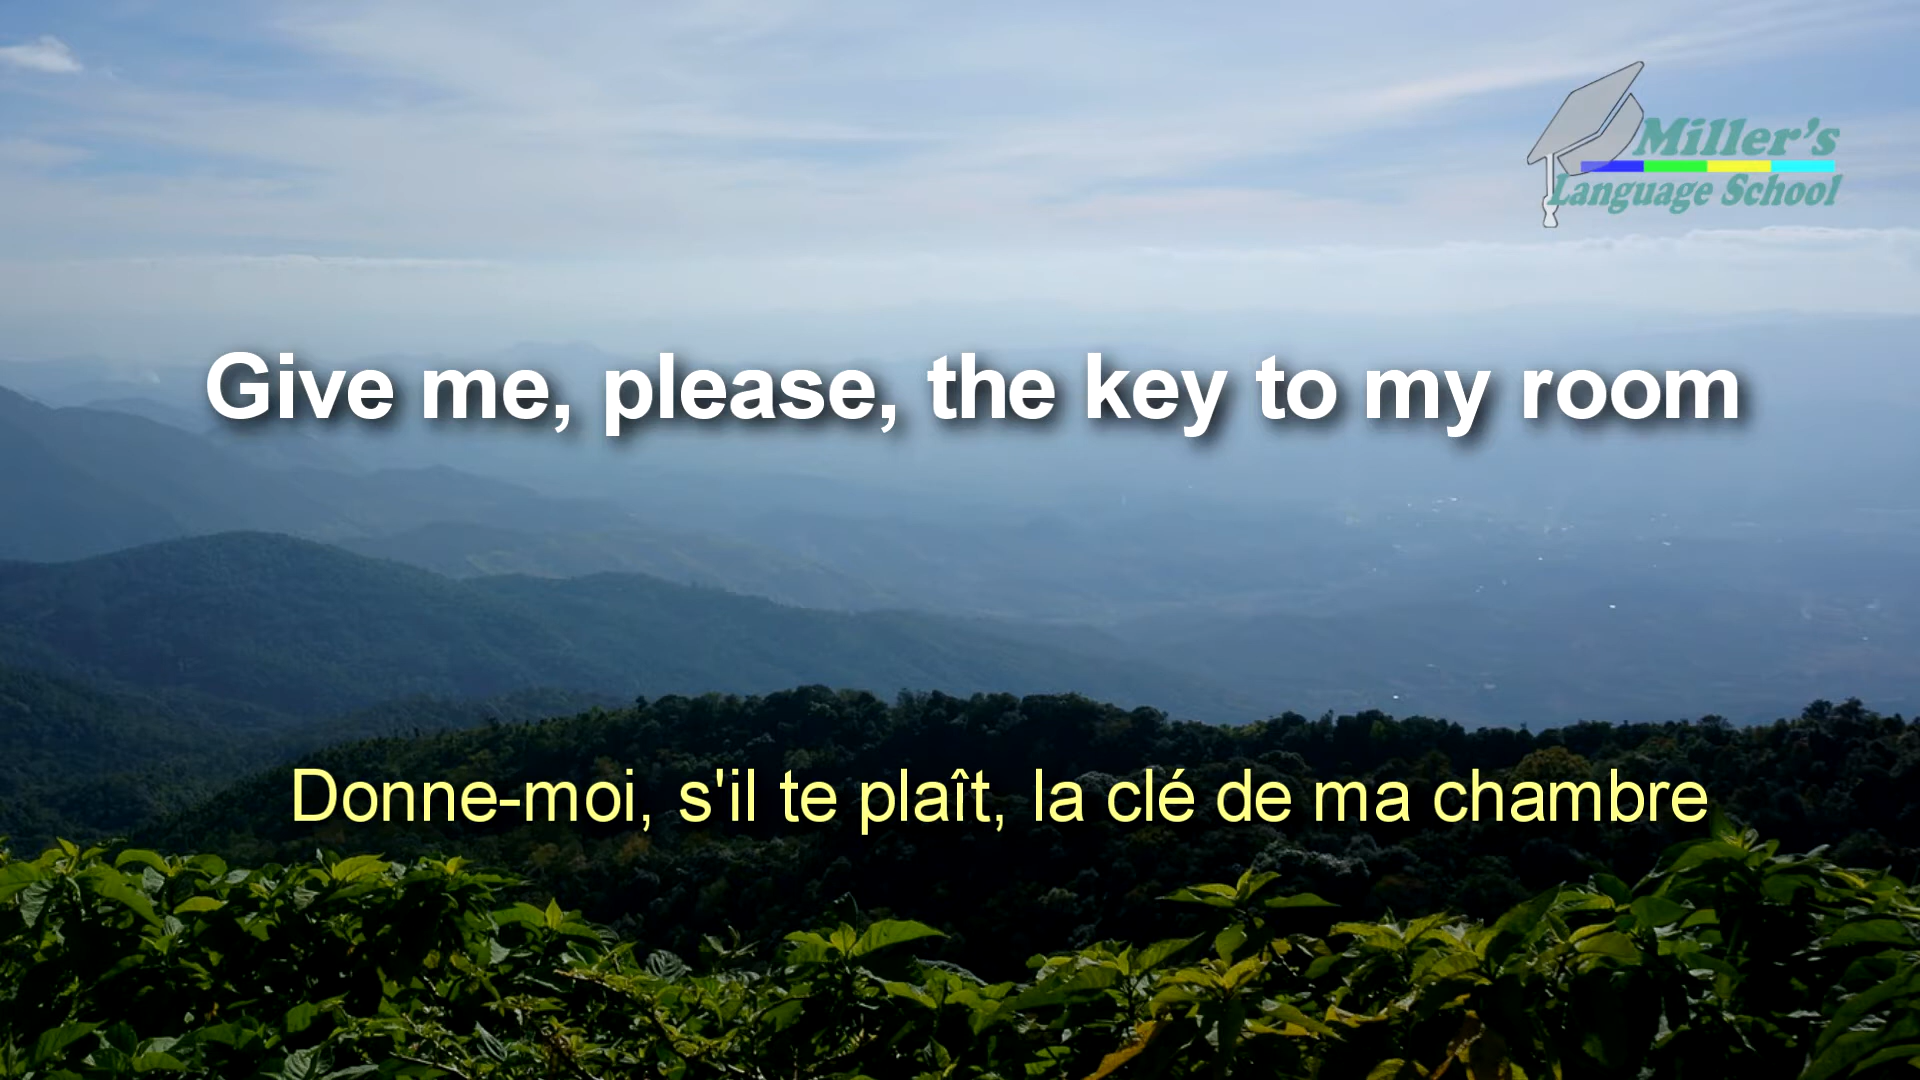 Miller's
Language School
Give me, please, the key to my room
Donne-moi, s'il te plaît, la clé de ma chambre